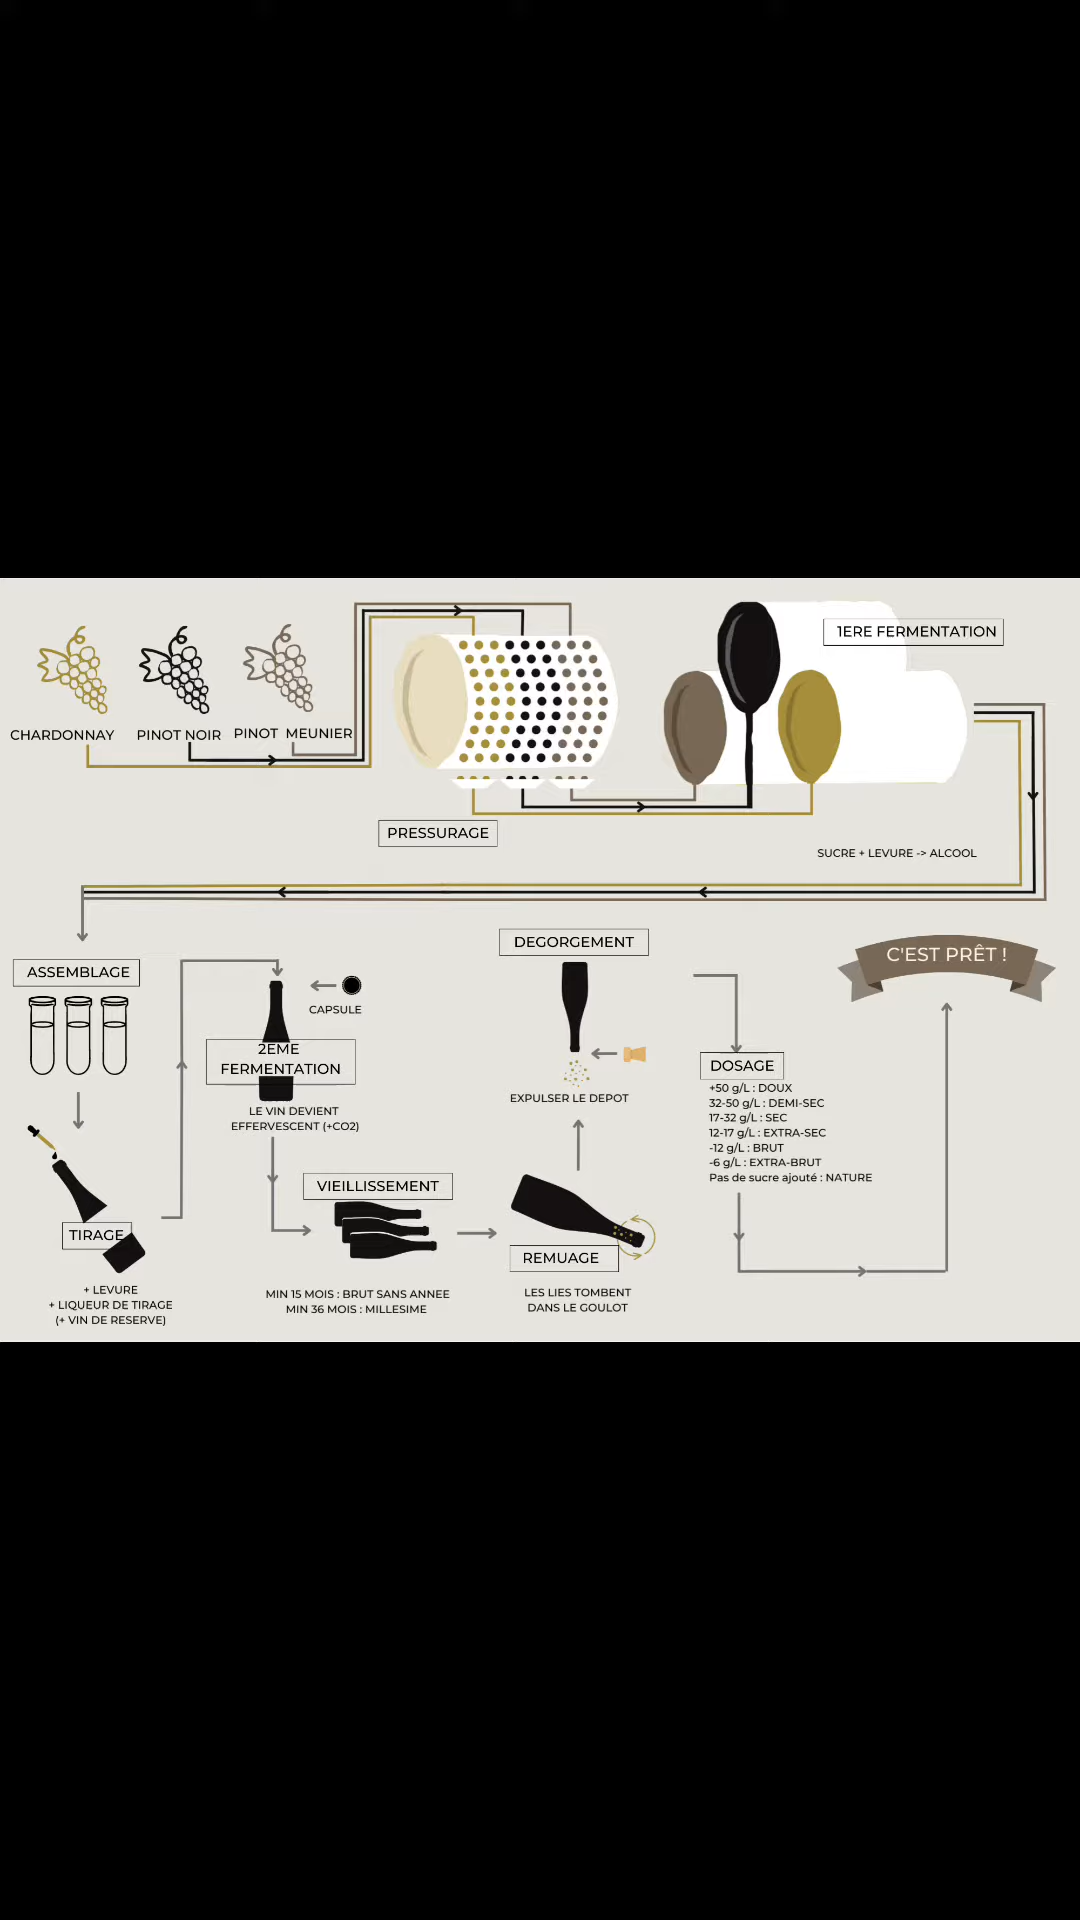 CHARDONNAY
PINOT NOIR
PINOT MEUNIER
PRESSURAGE
1ERE FERMENTATION
SUCRE + LEVURE -> ALCOOL
ASSEMBLAGE
TIRAGE
+ LEVURE
+ LIQUEUR DE TIRAGE
(+ VIN DE RESERVE)
CAPSULE
2EME
FERMENTATION
LE VIN DEVIENT
EFFERVESCENT (+CO2)
VIEILLISSEMENT
MIN 15 MOIS : BRUT SANS ANNEE
MIN 36 MOIS : MILLESIME
REMUAGE
LES LIES TOMBENT
DANS LE GOULOT
DEGORGEMENT
EXPULSER LE DEPOT
DOSAGE
+50 g/L : DOUX
32-50 g/L : DEMI-SEC
17-32 g/L : SEC
12-17 g/L : EXTRA-SEC
-12 g/L : BRUT
-6 g/L : EXTRA-BRUT
Pas de sucre ajouté : NATURE
C'EST PRÊT !